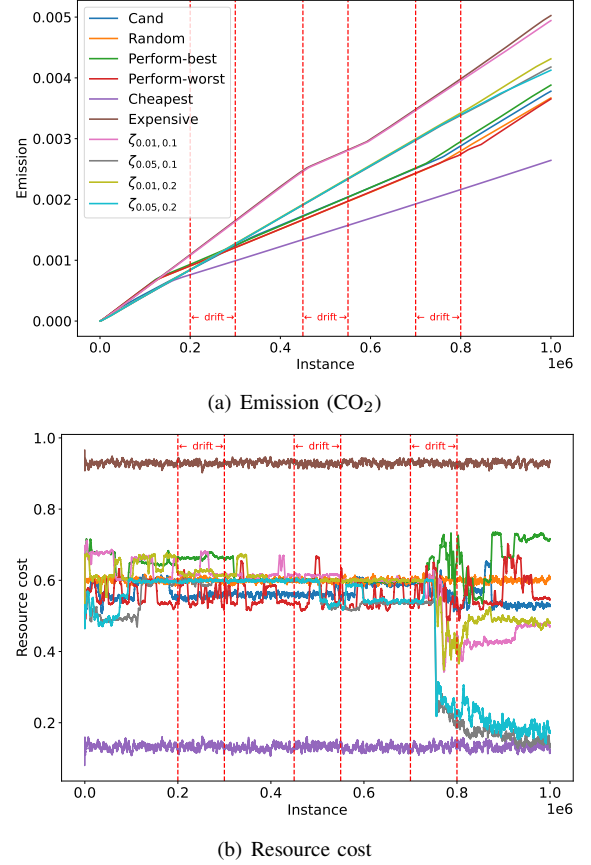 0.005
0.004
0.003
0.002
0.001
0.000
Emission
Cand
Random
Perform-best
Perform-worst
Cheapest
Expensive
ζ0.01, 0.1
ζ0.05, 0.1
ζ0.01, 0.2
ζ0.05, 0.2
← drift→ ← drift→ ← drift→
0.0 0.2 0.4 0.6 0.8 1.0
Instance 1e6
(a) Emission (CO2)
← drift→ ← drift→ ← drift→
1.0
0.8
0.6
0.4
0.2
Resource cost
0.0 0.2 0.4 0.6 0.8 1.0
Instance 1e6
(b) Resource cost